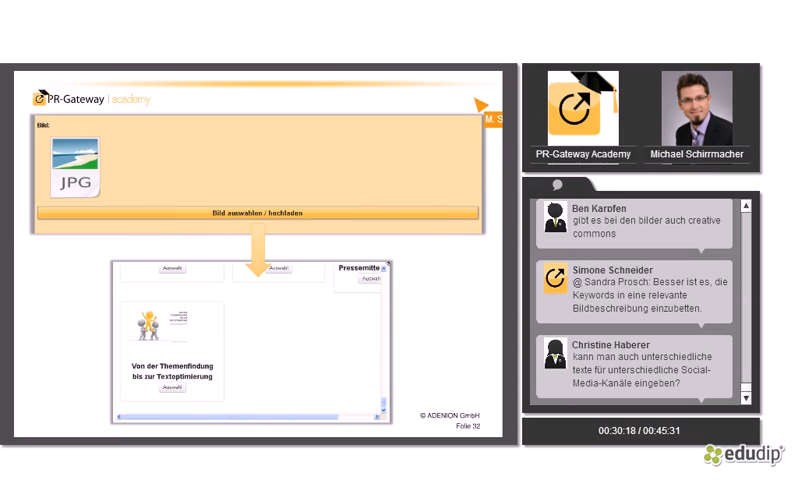 PR-Gateway | academy
M. S
Bild:
JPG
Bild auswählen / hochladen
Auswahl
Auswahl
Pressemitte
Auswahl
Von der Themenfindung
bis zur Textoptimierung
Auswahl
© ADENION GmbH
Folie 32
PR-Gateway Academy
Michael Schirrmacher
Ben Karpfen
gibt es bei den bilder auch creative
commons
Simone Schneider
@ Sandra Prosch: Besser ist es, die
Keywords in eine relevante
Bildbeschreibung einzubetten.
Christine Haberer
kann man auch unterschiedliche
texte für unterschiedliche Social-
Media-Kanäle eingeben?
00:30:18 / 00:45:31
edudip